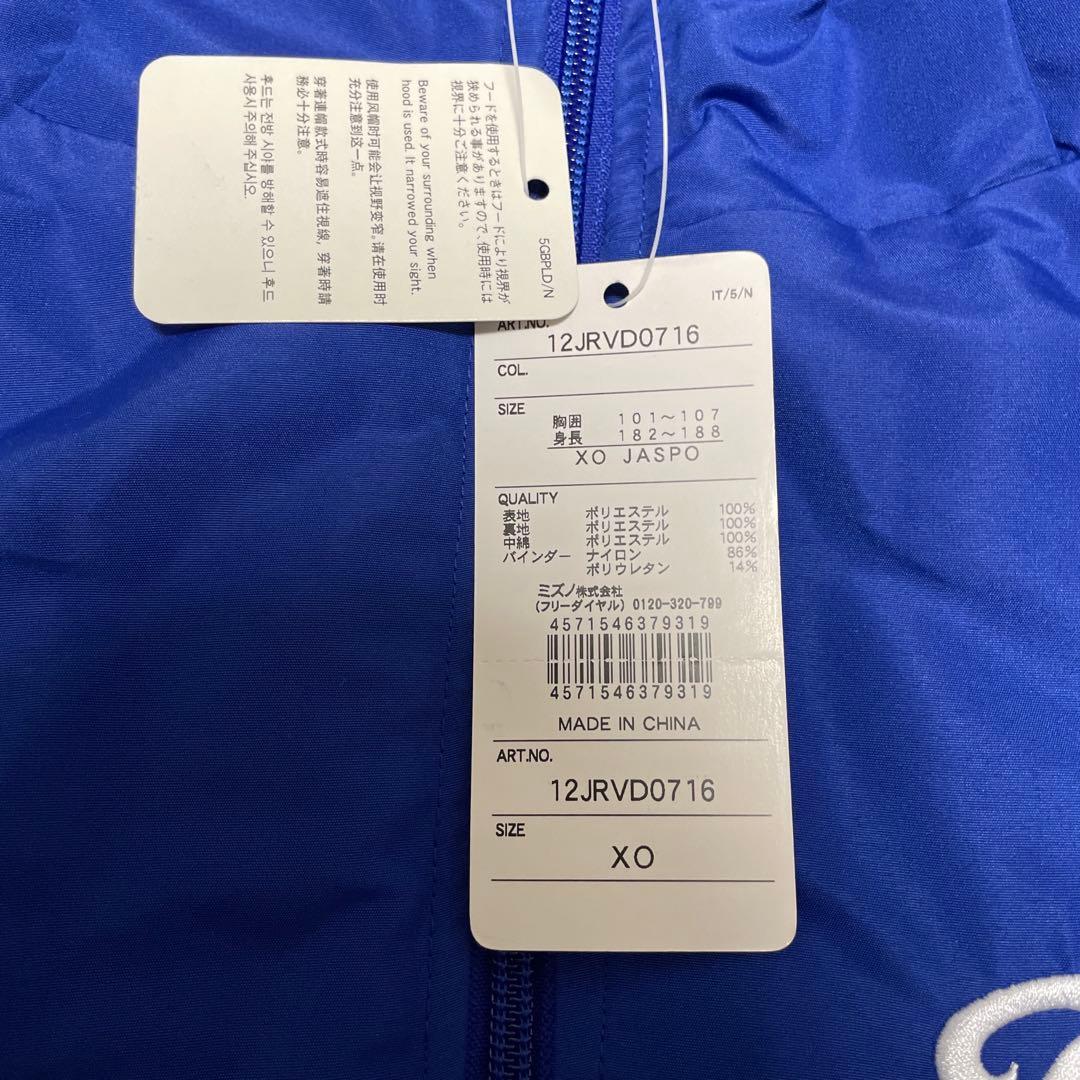 フードを使用するときはフードにより視界が
狭められる事がありますので、使用時には
視界に十分ご注意ください。
Beware of your surrounding when
hood is used. It narrowed your sight.
使用风帽时可能会让视野变窄。请在使用时
充分注意到这一点。
穿著連帽款式時容易遮住視線, 穿著時請
務必十分注意。
후드는 전방 시야를 방해할 수 있으니 후드
사용시 주의해 주십시오.
5GBPLD/N
IT/5/N
ART.NO.
12JRVD0716
COL.
SIZE
胸囲 101～107
身長 182～188
XO JASPO
QUALITY
表地 ポリエステル 100%
裏地 ポリエステル 100%
中綿 ポリエステル 100%
バインダー ナイロン 86%
ポリウレタン 14%
ミズノ株式会社
(フリーダイヤル) 0120-320-799
4571546379319
4571546379319
MADE IN CHINA
ART.NO.
12JRVD0716
SIZE
XO